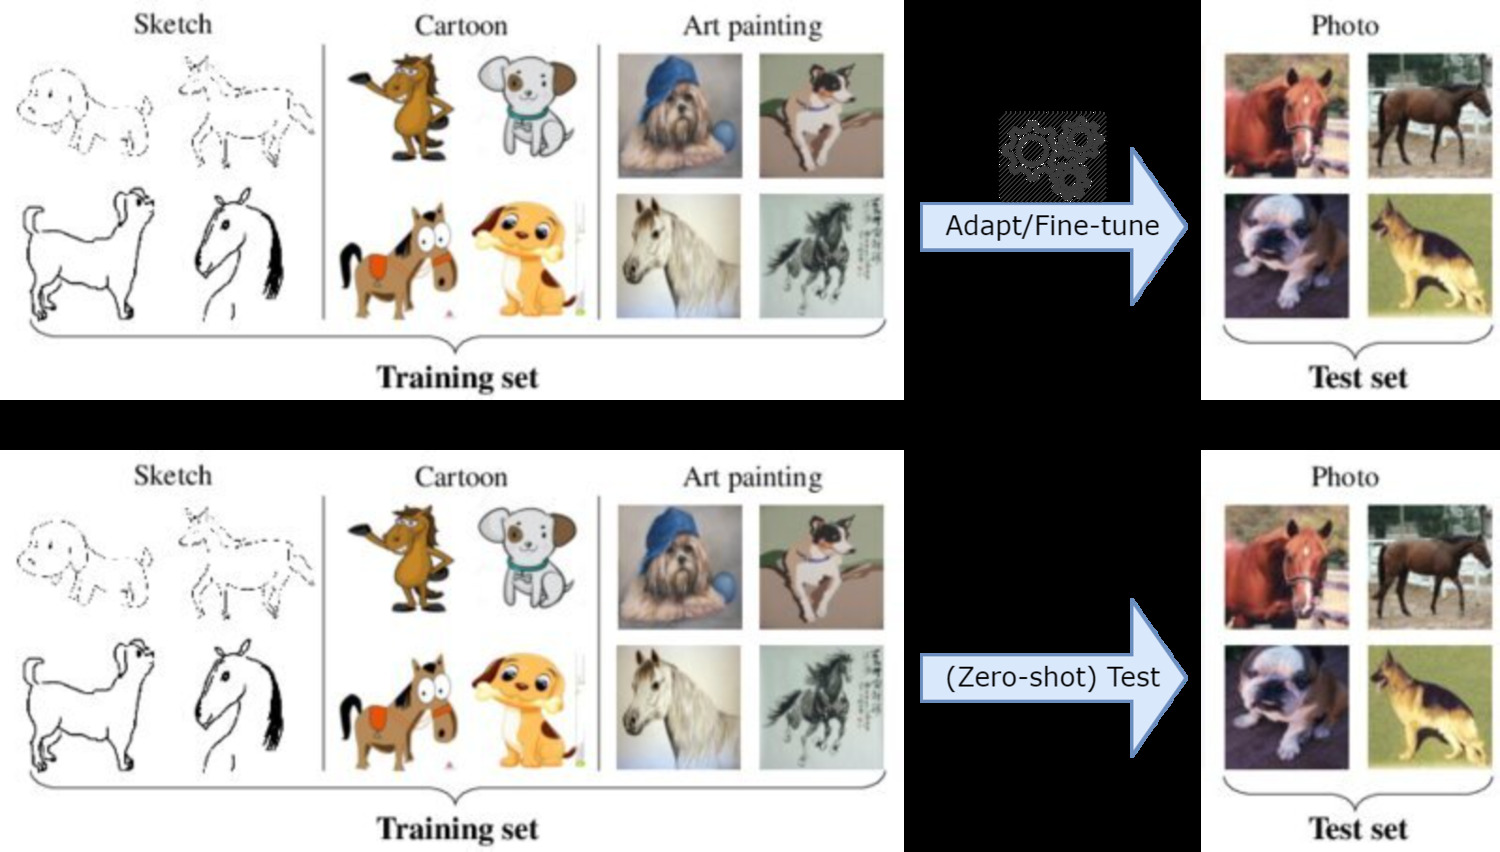 Sketch
Cartoon
Art painting
Photo
Adapt/Fine-tune
Training set
Test set
Sketch
Cartoon
Art painting
Photo
(Zero-shot) Test
Training set
Test set